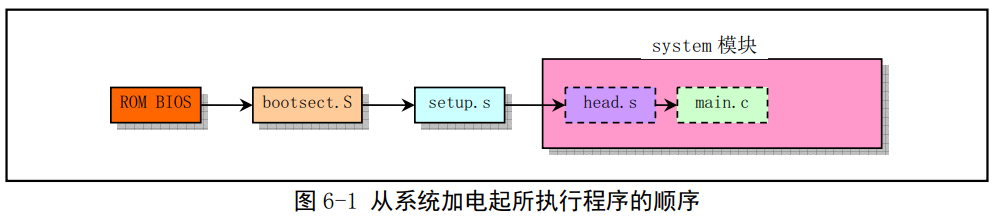 system 模块
ROM BIOS
bootsect.S
setup.s
head.s
main.c
图 6-1 从系统加电起所执行程序的顺序